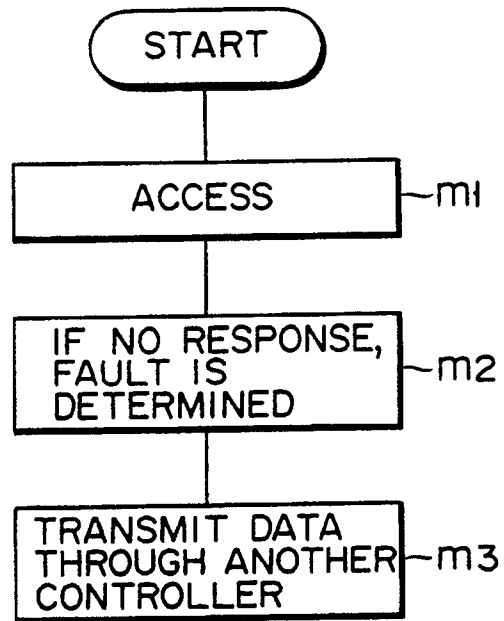 START
ACCESS
m1
IF NO RESPONSE,
FAULT IS
DETERMINED
m2
TRANSMIT DATA
THROUGH ANOTHER
CONTROLLER
m3